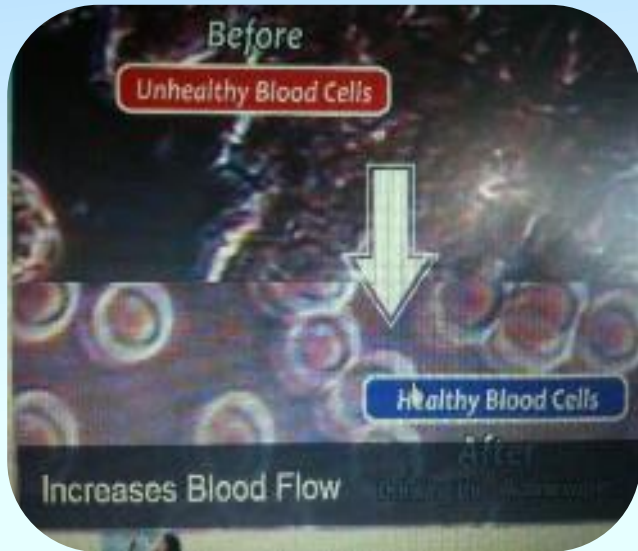 Before
Unhealthy Blood Cells
Healthy Blood Cells
After
Increases Blood Flow